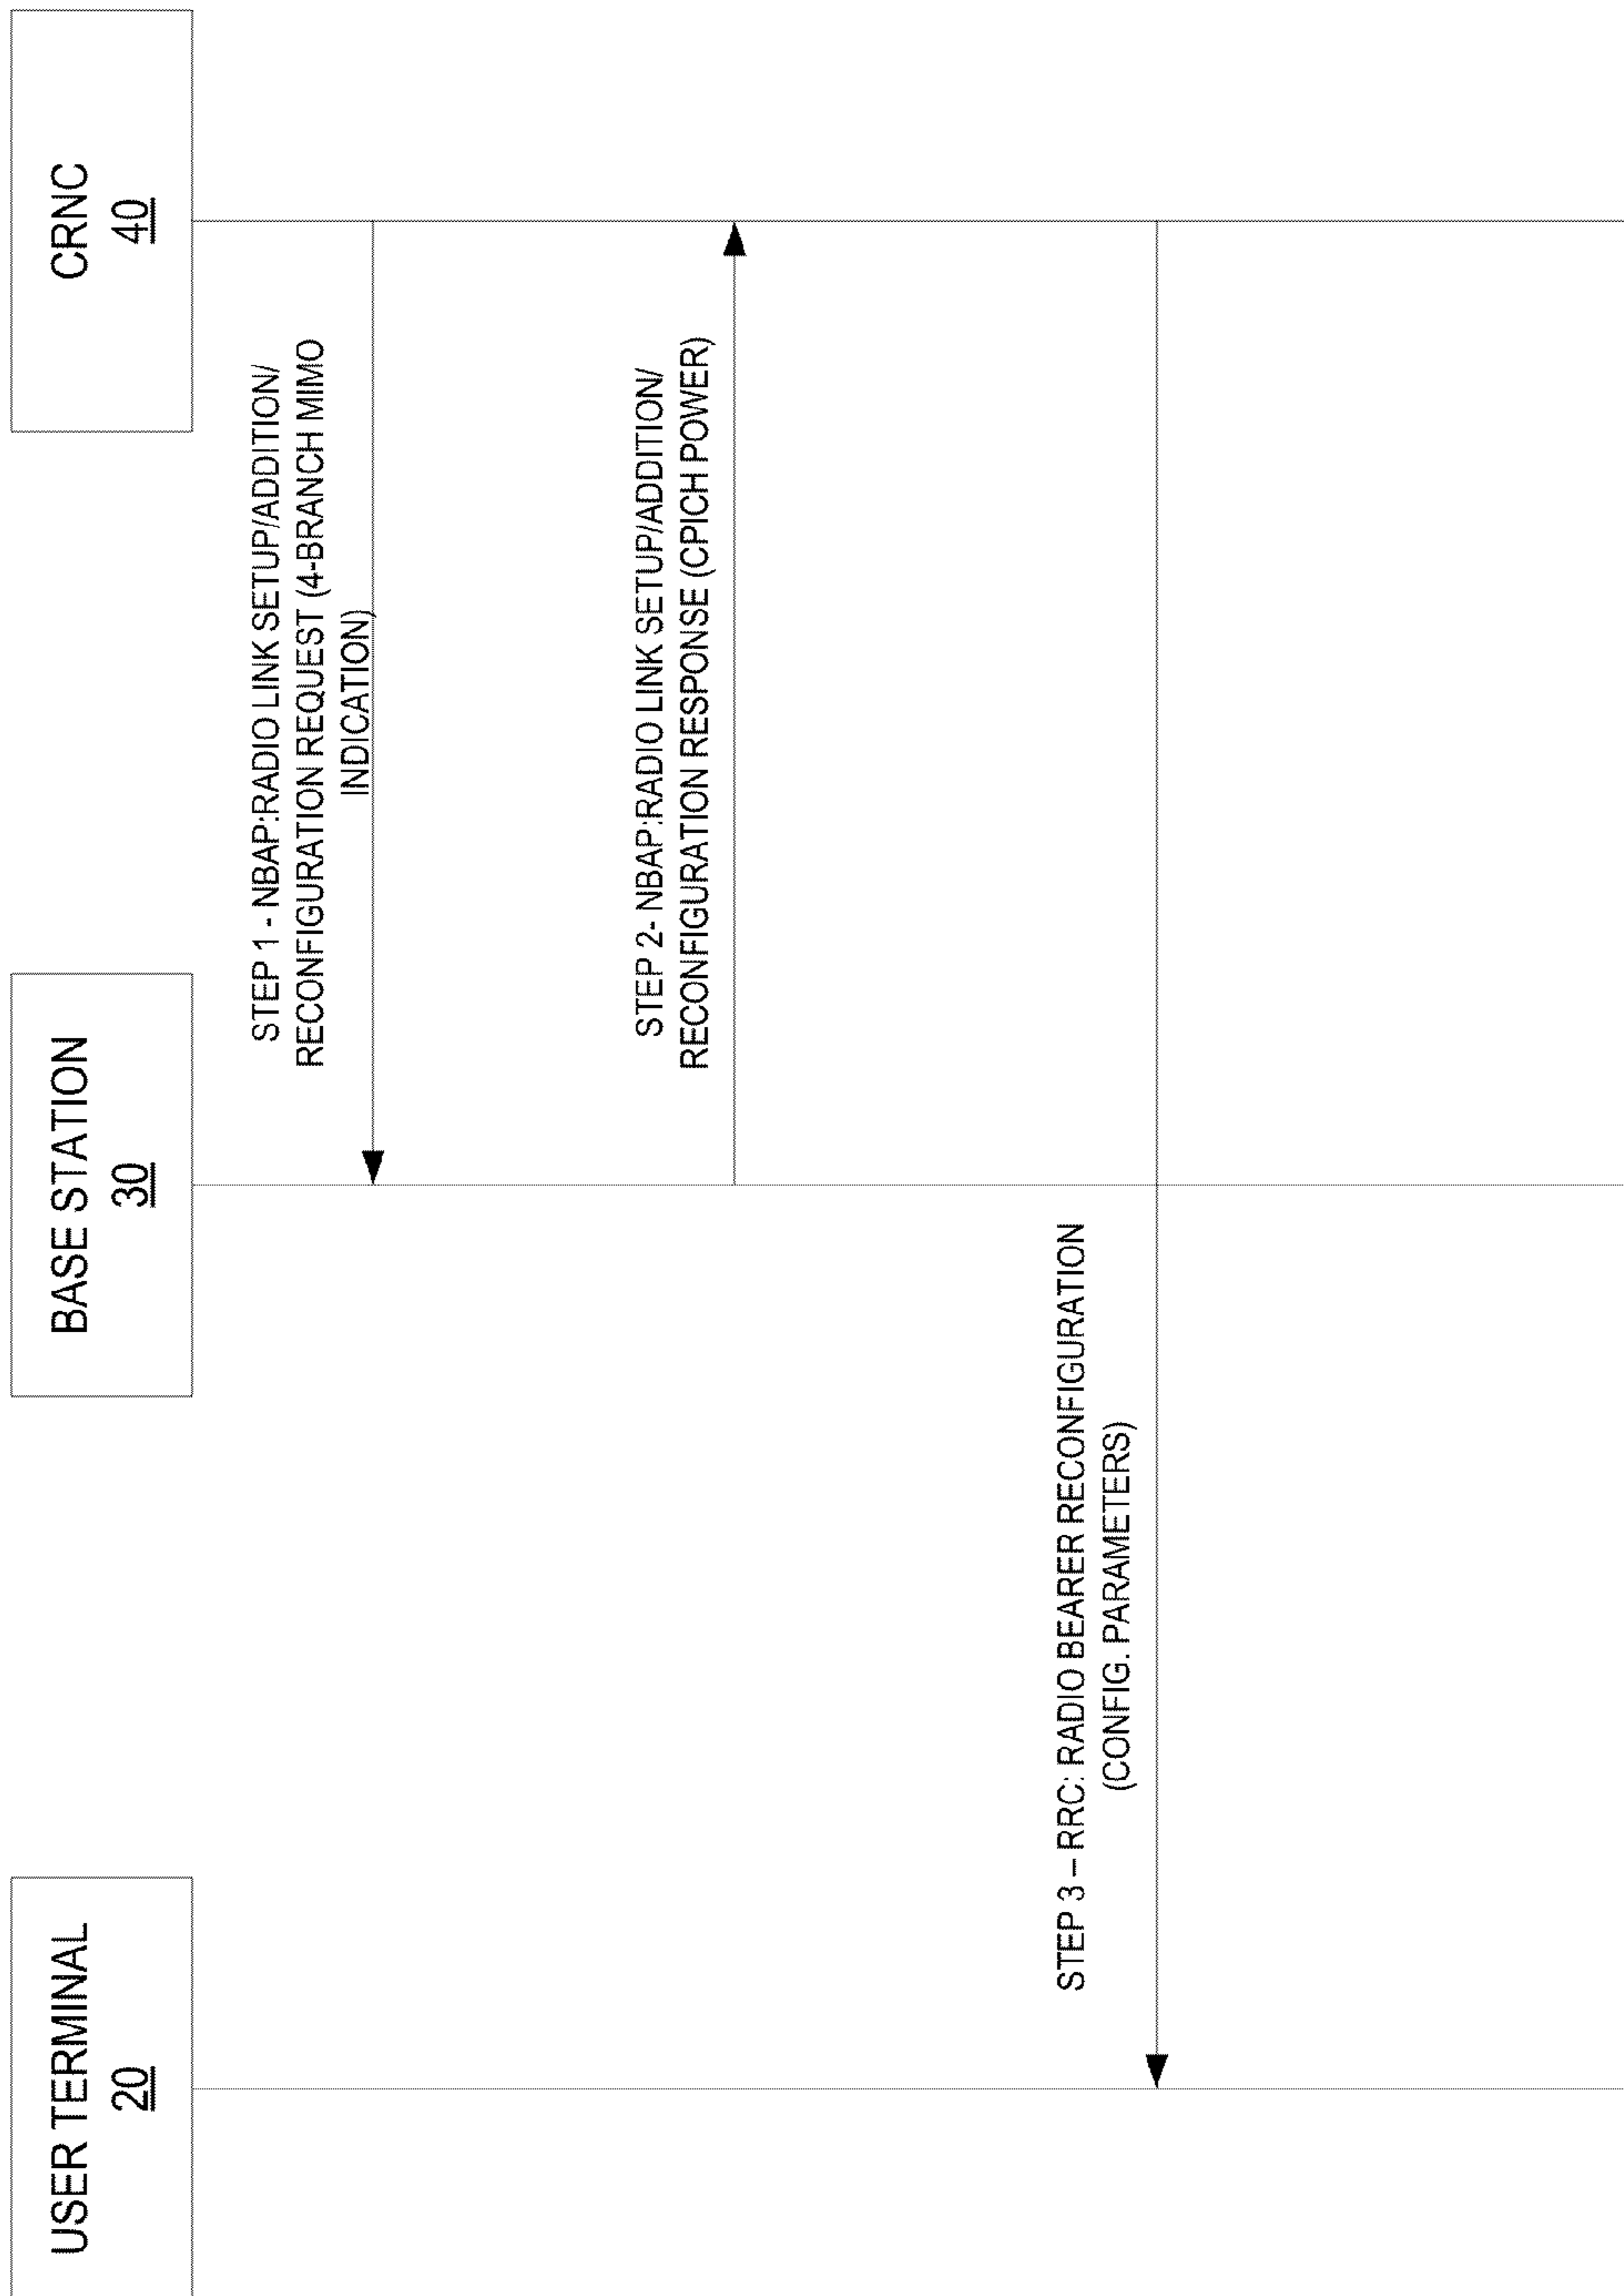 USER TERMINAL
20
BASE STATION
30
CRNC
40
STEP 1 - NBAP:RADIO LINK SETUP/ADDITION/
RECONFIGURATION REQUEST (4-BRANCH MIMO
INDICATION)
STEP 2- NBAP:RADIO LINK SETUP/ADDITION/
RECONFIGURATION RESPONSE (CPICH POWER)
STEP 3 – RRC: RADIO BEARER RECONFIGURATION
(CONFIG. PARAMETERS)